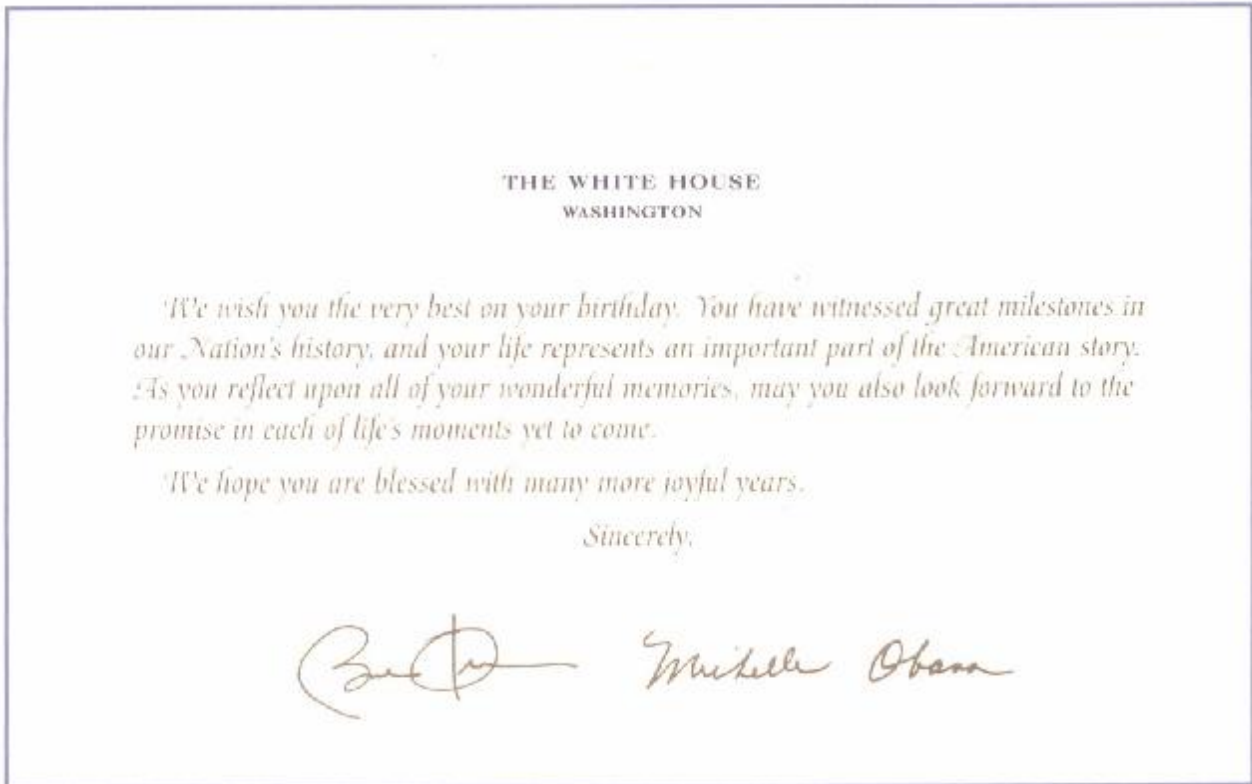 THE WHITE HOUSE
WASHINGTON
We wish you the very best on your birthday. You have witnessed great milestones in
our Nation's history, and your life represents an important part of the American story.
As you reflect upon all of your wonderful memories, may you also look forward to the
promise in each of life's moments yet to come.
We hope you are blessed with many more joyful years.
Sincerely,
Michelle Obama